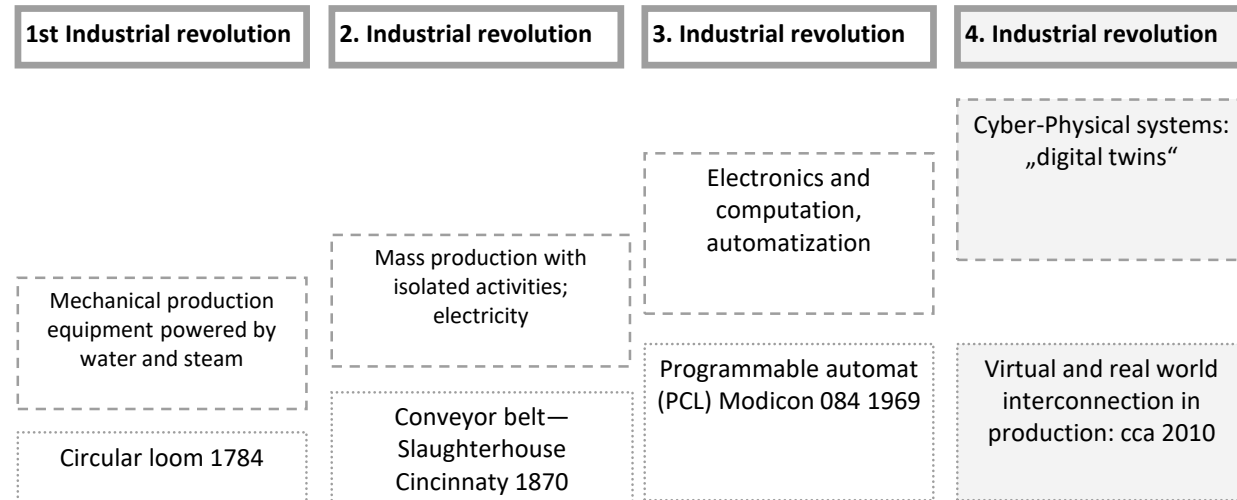 1st Industrial revolution
2. Industrial revolution
3. Industrial revolution
4. Industrial revolution
Mechanical production
equipment powered by
water and steam
Circular loom 1784
Mass production with
isolated activities;
electricity
Conveyor belt—
Slaughterhouse
Cincinnaty 1870
Electronics and
computation,
automatization
Programmable automat
(PCL) Modicon 084 1969
Cyber-Physical systems:
„digital twins“
Virtual and real world
interconnection in
production: cca 2010